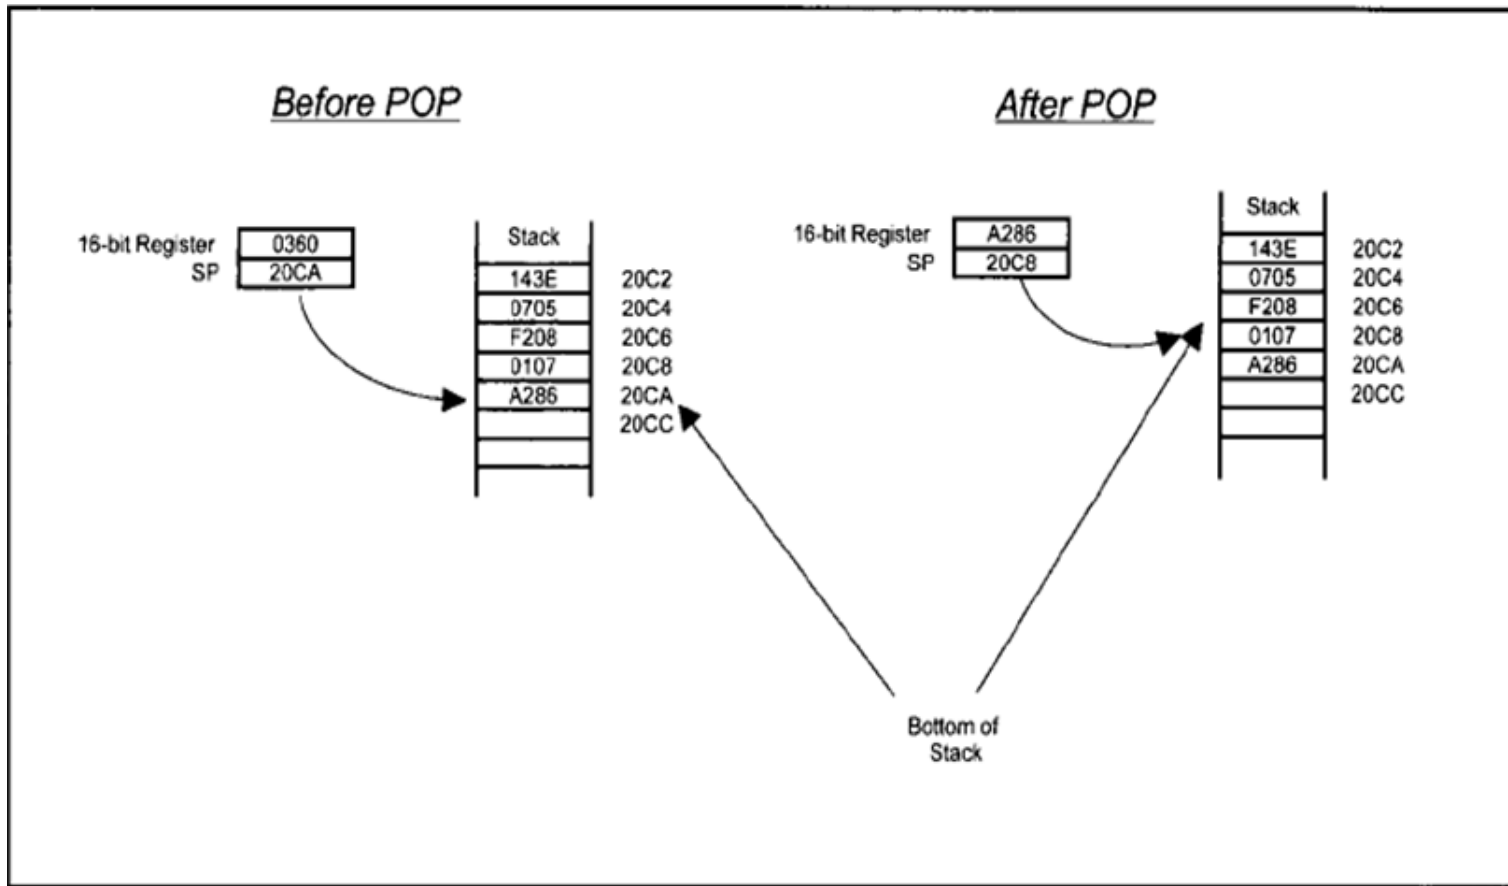 Before POP
After POP
16-bit Register 0360
SP 20CA
Stack
143E 20C2
0705 20C4
F208 20C6
0107 20C8
A286 20CA
20CC
16-bit Register A286
SP 20C8
Stack
143E 20C2
0705 20C4
F208 20C6
0107 20C8
A286 20CA
20CC
Bottom of
Stack